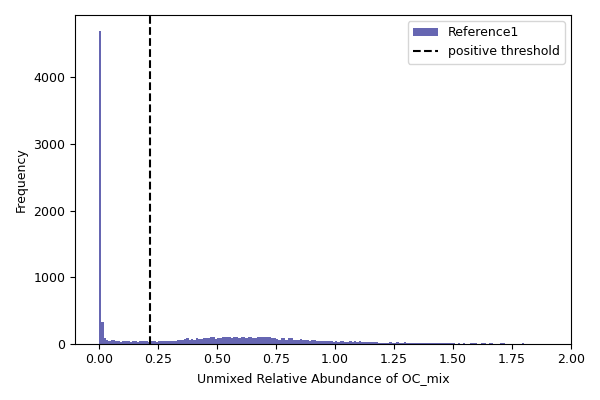 Reference1
positive threshold
4000
3000
2000
1000
0
Frequency
0.00 0.25 0.50 0.75 1.00 1.25 1.50 1.75 2.00
Unmixed Relative Abundance of OC_mix